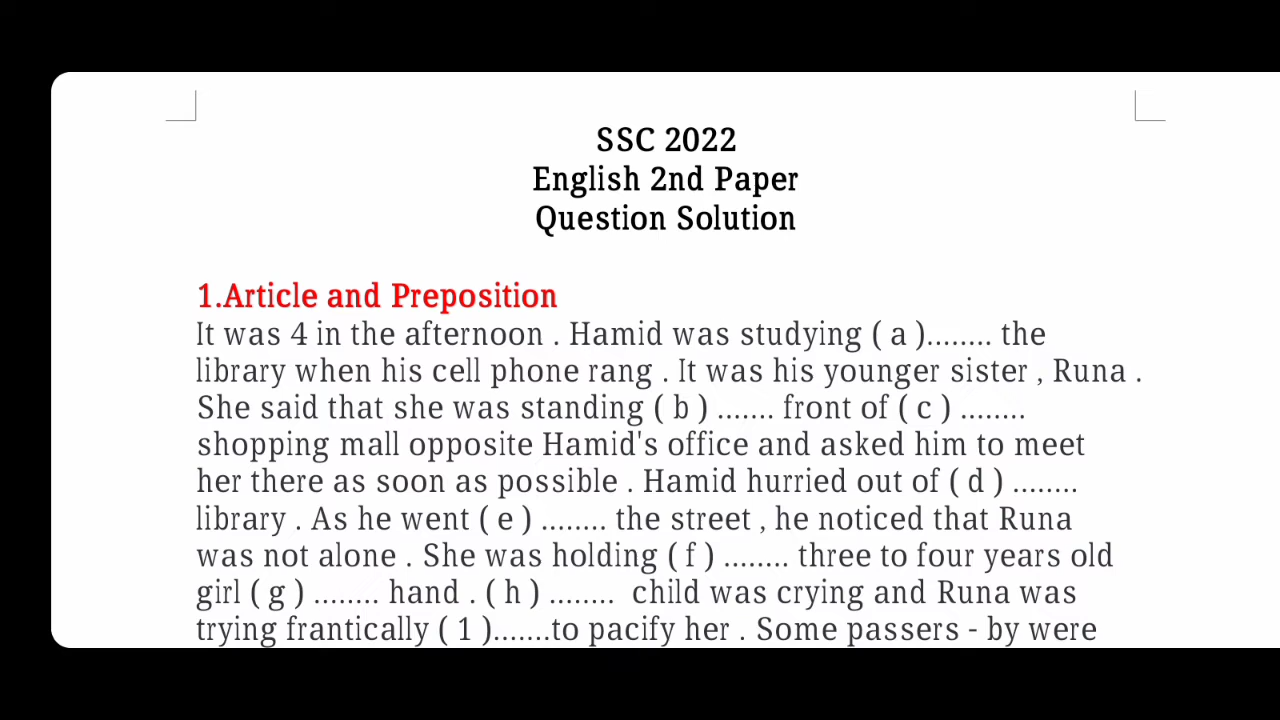 SSC 2022
English 2nd Paper
Question Solution
1.Article and Preposition
It was 4 in the afternoon . Hamid was studying ( a )........ the
library when his cell phone rang . It was his younger sister , Runa .
She said that she was standing ( b ) ....... front of ( c ) ........
shopping mall opposite Hamid's office and asked him to meet
her there as soon as possible . Hamid hurried out of ( d ) ........
library . As he went ( e ) ........ the street , he noticed that Runa
was not alone . She was holding ( f ) ........ three to four years old
girl ( g ) ........ hand . ( h ) ........ child was crying and Runa was
trying frantically ( 1 ).......to pacify her . Some passers - by were